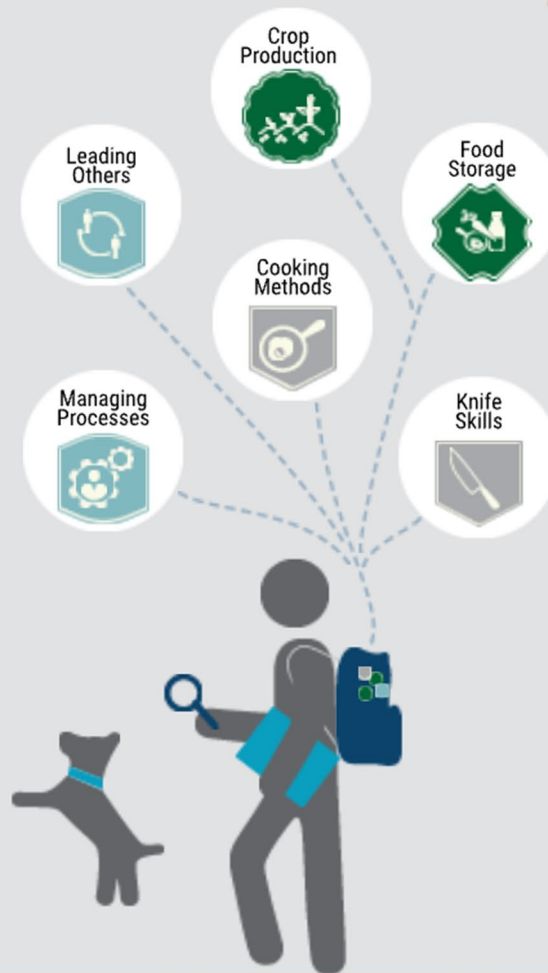 Crop
Production
Leading
Others
Food
Storage
Cooking
Methods
Managing
Processes
Knife
Skills